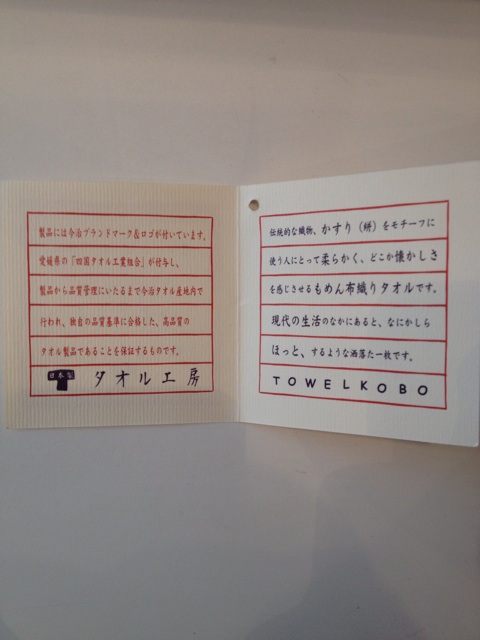 製品には今治ブランドマーク&ロゴが付いています。
愛媛県の「四国タオル工業組合」が付与し、
製品から品質管理にいたるまで今治タオル産地内で
行われ、独自の品質基準に合格した、高品質の
タオル製品であることを保証するものです。
日本製 タオル工房
伝統的な織物、かすり（絣）をモチーフに
使う人にとって柔らかく、どこか懐かしさ
を感じさせるもめん布織りタオルです。
現代の生活のなかにあると、なにかしら
ほっと、するような洒落た一枚です。
TOWELKOBO